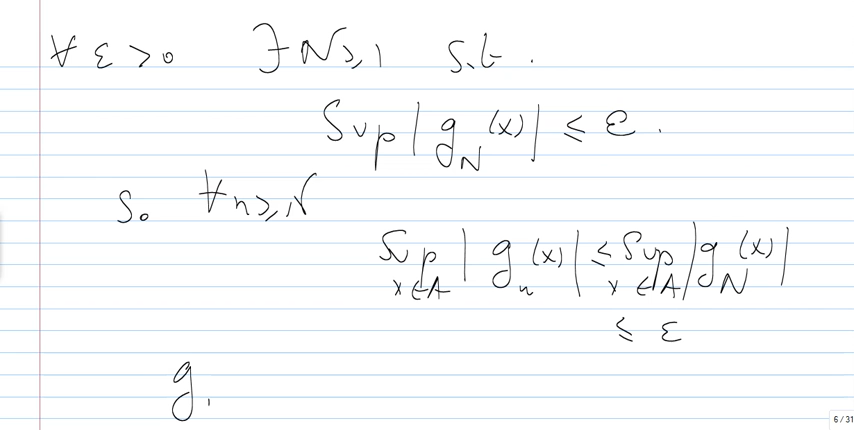 ∀ ε > 0 ∃ N ≥ 1 s.t.
Sup |g_N(x)| ≤ ε.
So ∀ n ≥ N
Sup_{x ∈ A} |g_n(x)| ≤ Sup_{x ∈ A} |g_N(x)|
≤ ε
g.
6 / 31